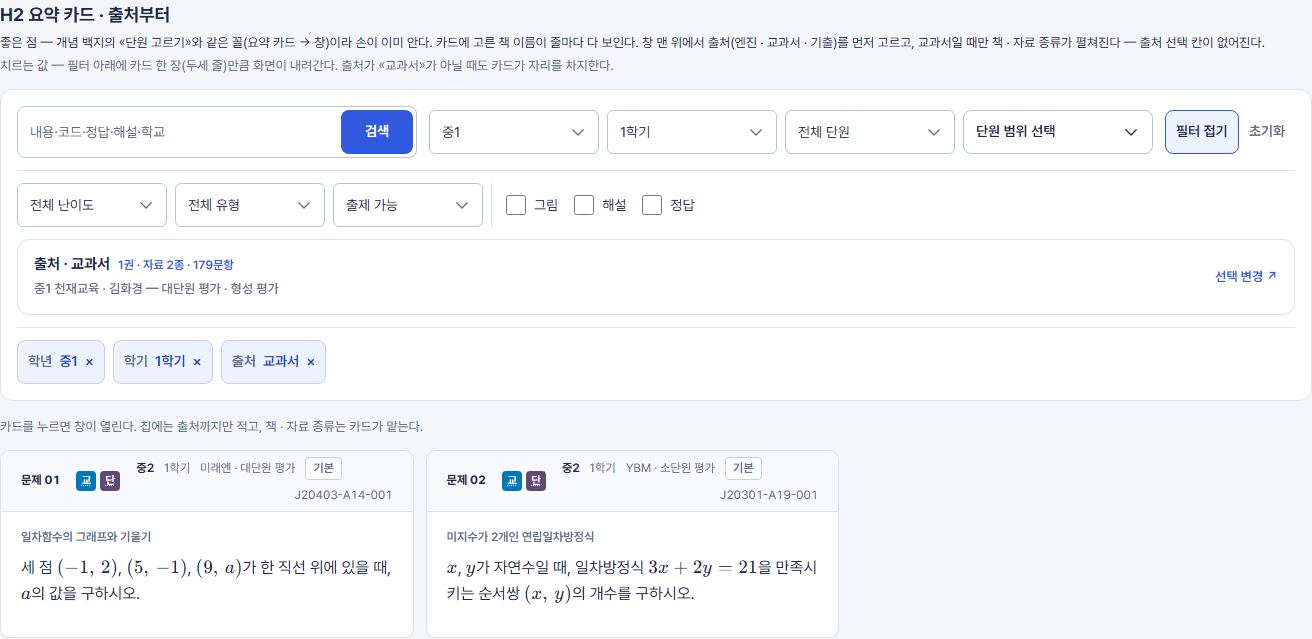 H2 요약 카드 · 출처부터
좋은 점 — 개념 백지의 «단원 고르기»와 같은 꼴(요약 카드 → 창)이라 손이 이미 안다. 카드에 고른 책 이름이 줄마다 다 보인다. 창 맨 위에서 출처(엔진 · 교과서 · 기출)를 먼저 고르고, 교과서일 때만 책 · 자료 종류가 펼쳐진다 — 출처 선택 칸이 없어진다.
치르는 값 — 필터 아래에 카드 한 장(두세 줄)만큼 화면이 내려간다. 출처가 «교과서»가 아닐 때도 카드가 자리를 차지한다.
내용·코드·정답·해설·학교 검색 중1 1학기 전체 단원 단원 범위 선택 필터 접기 초기화
전체 난이도 전체 유형 출제 가능 그림 해설 정답
출처 · 교과서 1권 · 자료 2종 · 179문항
중1 천재교육 · 김화경 — 대단원 평가 · 형성 평가
선택 변경 ↗
학년 중1 × 학기 1학기 × 출처 교과서 ×
카드를 누르면 창이 열린다. 칩에는 출처까지만 적고, 책 · 자료 종류는 카드가 맡는다.
문제 01 교 단 중2 1학기 미래엔 · 대단원 평가 기본
J20403-A14-001
일차함수의 그래프와 기울기
세 점 (−1, 2), (5, −1), (9, a)가 한 직선 위에 있을 때,
a의 값을 구하시오.
문제 02 교 단 중2 1학기 YBM · 소단원 평가 기본
J20301-A19-001
미지수가 2개인 연립일차방정식
x, y가 자연수일 때, 일차방정식 3x + 2y = 21을 만족시
키는 순서쌍 (x, y)의 개수를 구하시오.